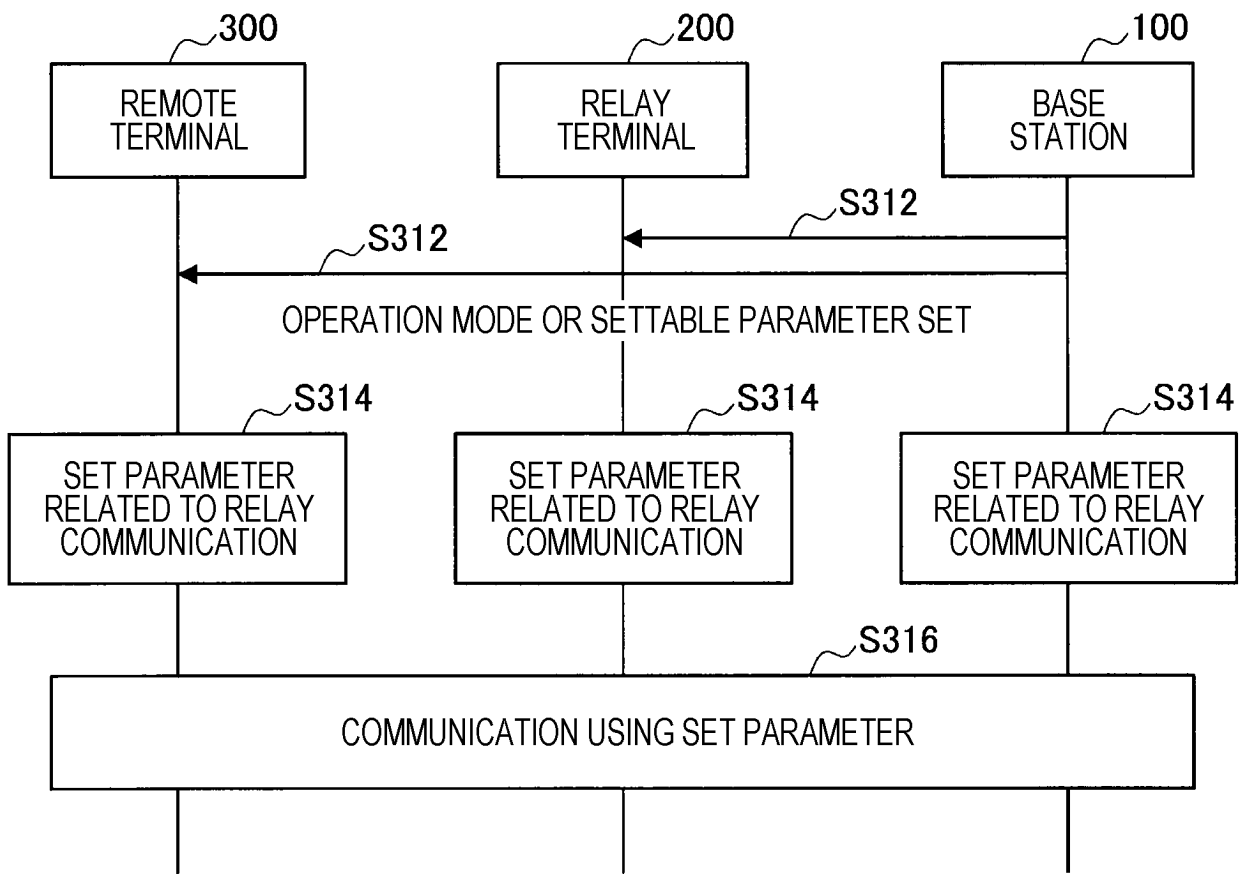 300
200
100
REMOTE
TERMINAL
RELAY
TERMINAL
BASE
STATION
S312
S312
OPERATION MODE OR SETTABLE PARAMETER SET
S314
S314
S314
SET PARAMETER
RELATED TO RELAY
COMMUNICATION
SET PARAMETER
RELATED TO RELAY
COMMUNICATION
SET PARAMETER
RELATED TO RELAY
COMMUNICATION
S316
COMMUNICATION USING SET PARAMETER